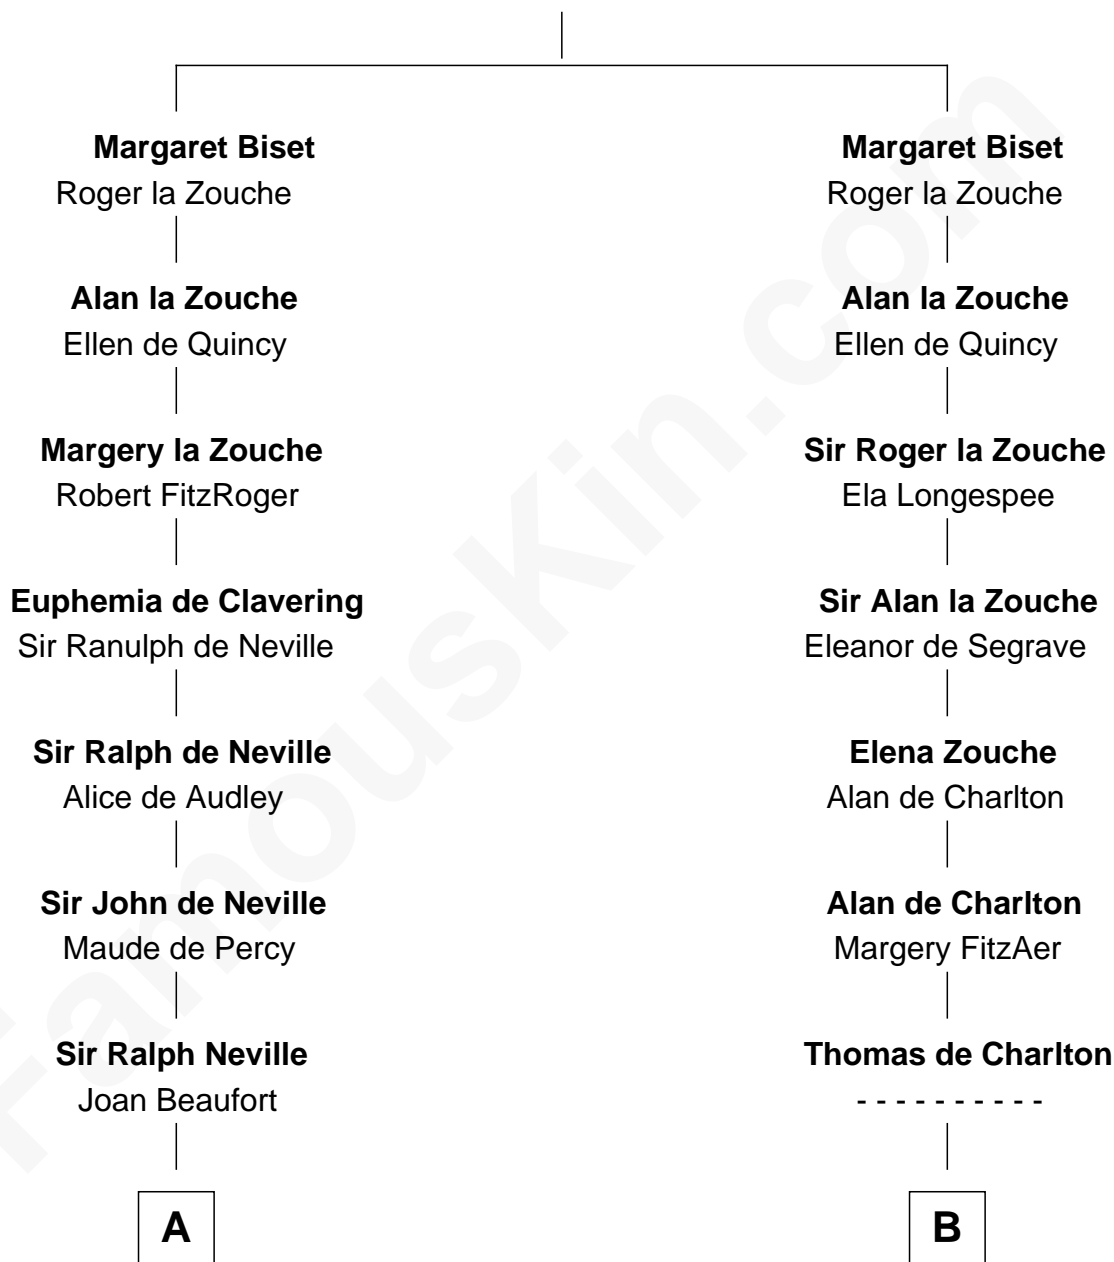 Margaret Biset
Roger la Zouche
Alan la Zouche
Ellen de Quincy
Margery la Zouche
Robert FitzRoger
Euphemia de Clavering
Sir Ranulph de Neville
Sir Ralph de Neville
Alice de Audley
Sir John de Neville
Maude de Percy
Sir Ralph Neville
Joan Beaufort
A
Margaret Biset
Roger la Zouche
Alan la Zouche
Ellen de Quincy
Sir Roger la Zouche
Ela Longespee
Sir Alan la Zouche
Eleanor de Segrave
Elena Zouche
Alan de Charlton
Alan de Charlton
Margery FitzAer
Thomas de Charlton
- - - - - - - - - -
B
FamousKin.com